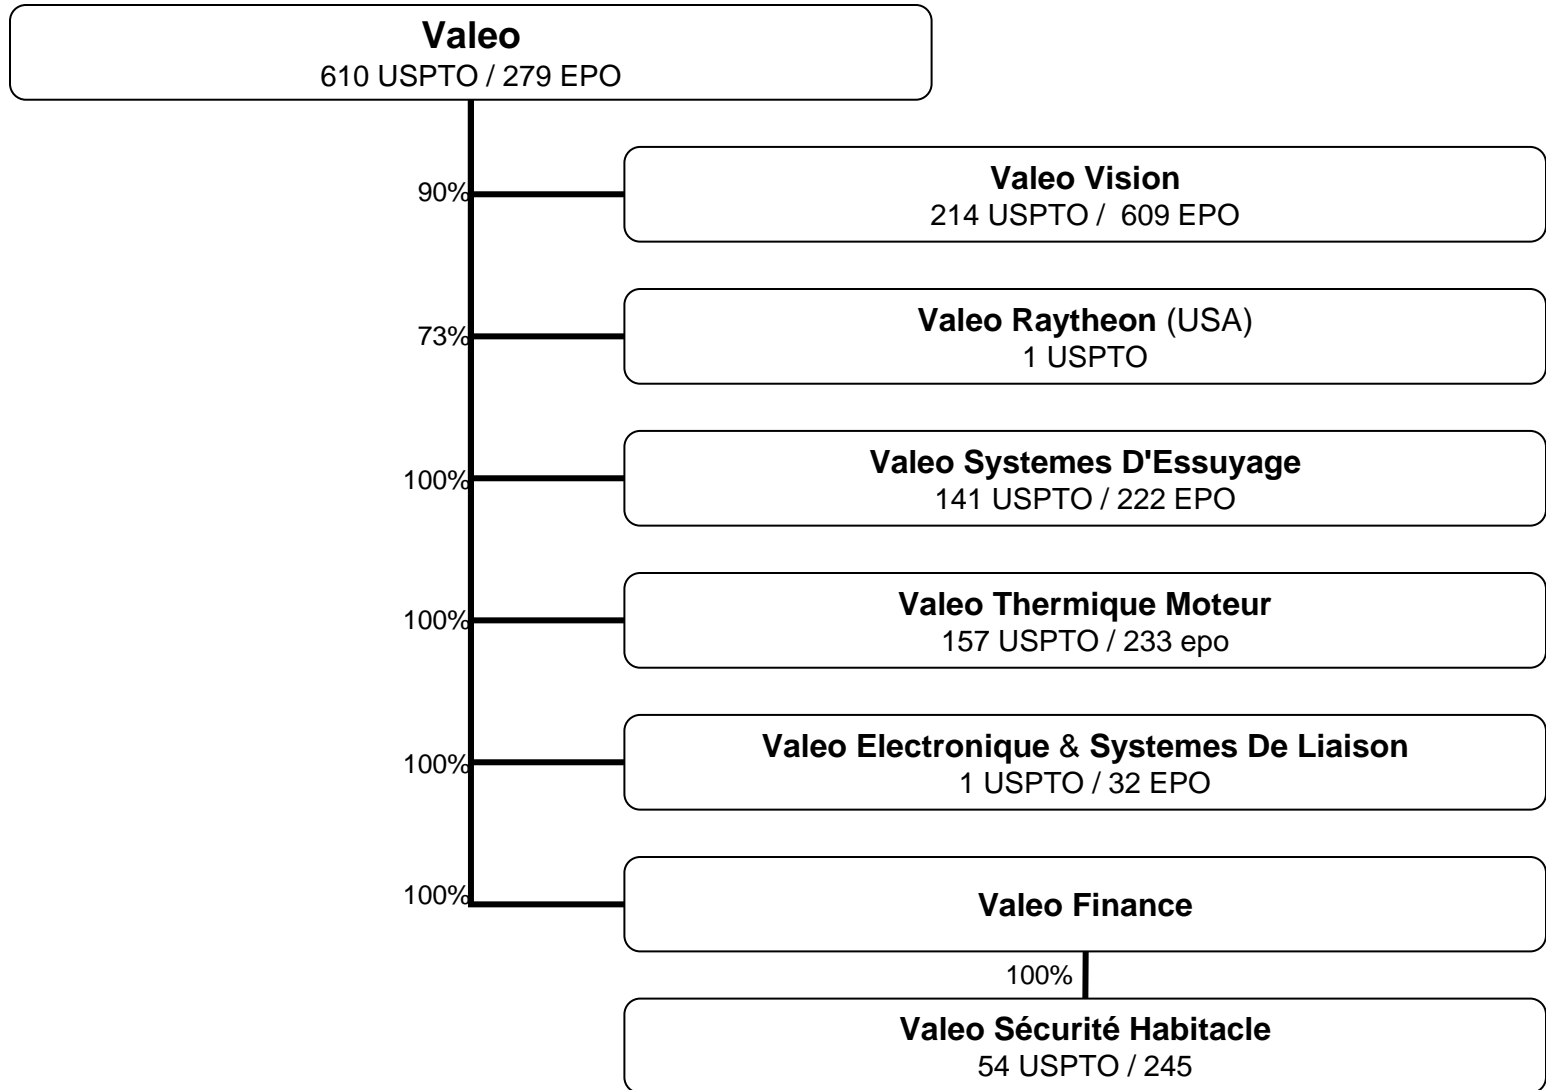 Valeo
610 USPTO / 279 EPO
90%
Valeo Vision
214 USPTO / 609 EPO
73%
Valeo Raytheon (USA)
1 USPTO
100%
Valeo Systemes D'Essuyage
141 USPTO / 222 EPO
100%
Valeo Thermique Moteur
157 USPTO / 233 epo
100%
Valeo Electronique & Systemes De Liaison
1 USPTO / 32 EPO
100%
Valeo Finance
100%
Valeo Sécurité Habitacle
54 USPTO / 245